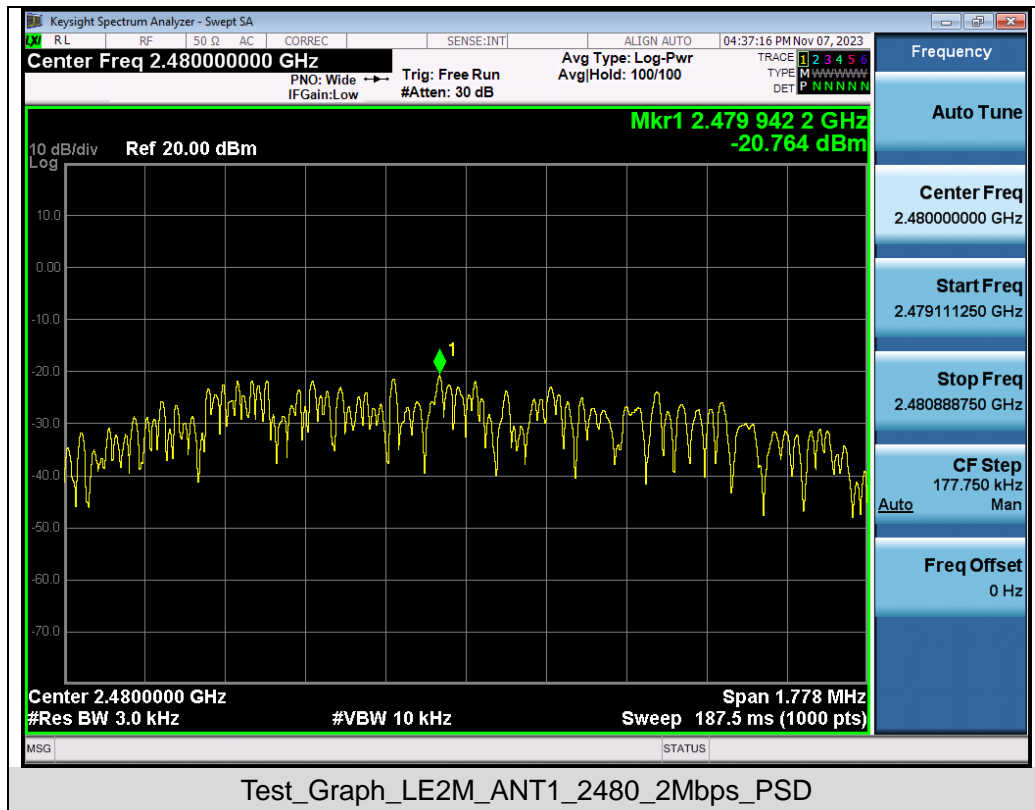 Keysight Spectrum Analyzer - Swept SA
LXI RL RF 50 Ω AC CORREC SENSE:INT ALIGN AUTO 04:37:16 PM Nov 07, 2023
Center Freq 2.480000000 GHz
PNO: Wide
IFGain:Low
Trig: Free Run
#Atten: 30 dB
Avg Type: Log-Pwr
Avg|Hold: 100/100
TRACE 1 2 3 4 5 6
TYPE M WWWWW
DET P N N N N N
Mkr1 2.479 942 2 GHz
-20.764 dBm
10 dB/div Ref 20.00 dBm
Log
10.0
0.00
-10.0
-20.0
-30.0
-40.0
-50.0
-60.0
-70.0
1
Center 2.4800000 GHz
Span 1.778 MHz
#Res BW 3.0 kHz
#VBW 10 kHz
Sweep 187.5 ms (1000 pts)
MSG
STATUS
Frequency
Auto Tune
Center Freq
2.480000000 GHz
Start Freq
2.479111250 GHz
Stop Freq
2.480888750 GHz
CF Step
177.750 kHz
Auto Man
Freq Offset
0 Hz
Test_Graph_LE2M_ANT1_2480_2Mbps_PSD